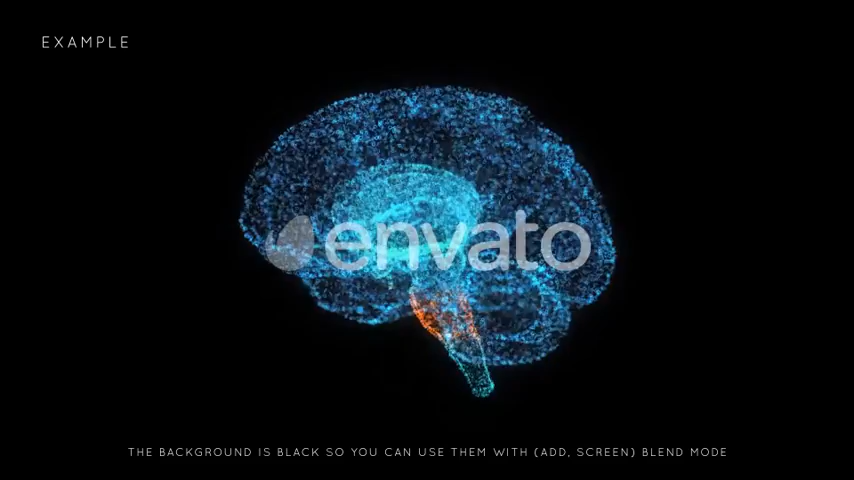 EXAMPLE
envato
THE BACKGROUND IS BLACK SO YOU CAN USE THEM WITH (ADD, SCREEN) BLEND MODE